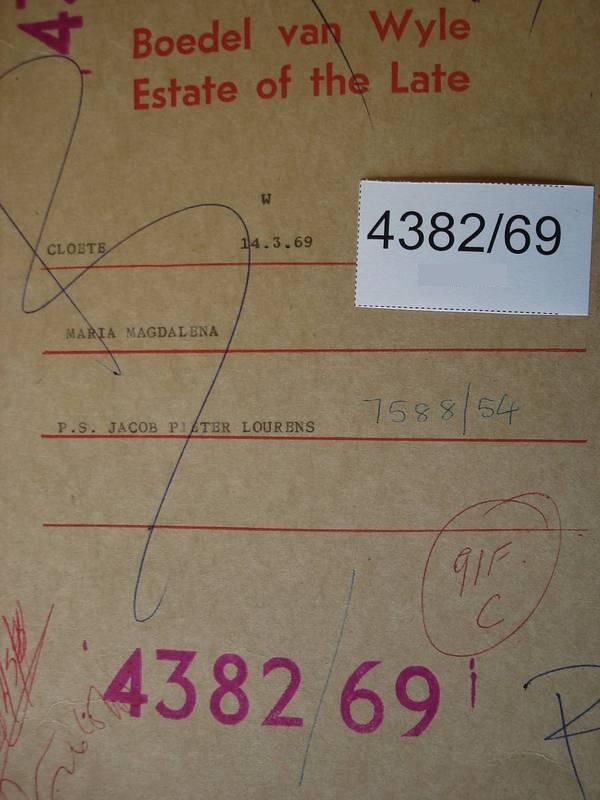 Boedel van Wyle
Estate of the Late
W
CLOETE 14.3.69
4382/69
MARIA MAGDALENA
P.S. JACOB PIETER LOURENS 7588/54
91F.
C
4382/69